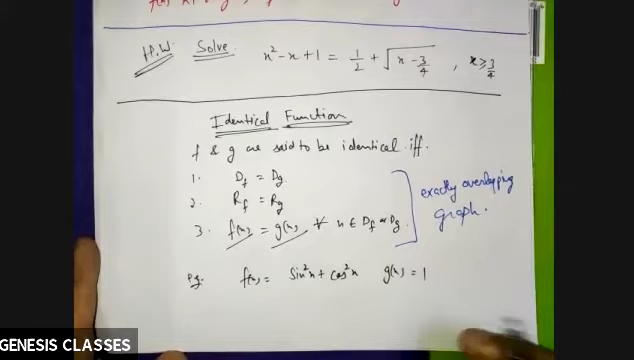 H.W. Solve x² - x + 1 = 1/2 + √(x - 3/4) , x ≥ 3/4
Identical Function
f & g are said to be identical iff.
1. D_f = D_g
2. R_f = R_g
3. f(x) = g(x) ∀ x ∈ D_f or D_g
exactly overlapping
graph.
e.g. f(x) = sin²x + cos²x g(x) = 1
GENESIS CLASSES